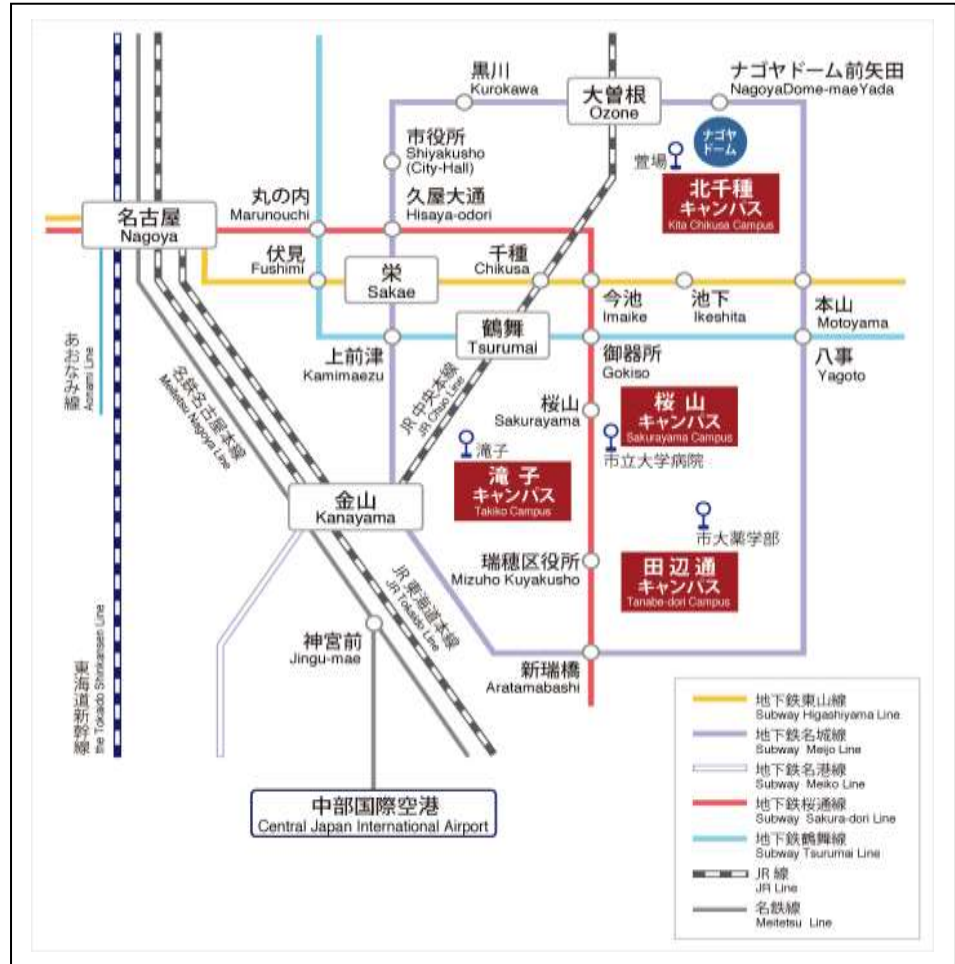 黒川
Kurokawa
大曽根
Ozone
ナゴヤドーム前矢田
NagoyaDome-maeYada
市役所
Shiyakusho
(City-Hall)
萱場
ナゴヤ
ドーム
北千種
キャンパス
Kita Chikusa Campus
丸の内
Marunouchi
久屋大通
Hisaya-odori
名古屋
Nagoya
伏見
Fushimi
栄
Sakae
千種
Chikusa
今池
Imaike
池下
Ikeshita
本山
Motoyama
上前津
Kamimaezu
鶴舞
Tsurumai
御器所
Gokiso
八事
Yagoto
あおなみ線
Aonami Line
名鉄名古屋本線
Meitetsu Nagoya Line
JR 中央本線
JR Chuo Line
桜山
Sakurayama
桜 山
キャンパス
Sakurayama Campus
滝子
市立大学病院
滝 子
キャンパス
Takiko Campus
金山
Kanayama
市大薬学部
瑞穂区役所
Mizuho Kuyakusho
田 辺 通
キャンパス
Tanabe-dori Campus
JR 東海道本線
JR Tokaido Line
神宮前
Jingu-mae
新瑞橋
Aratamabashi
東海道新幹線
the Tokado Shinkansen Line
中部国際空港
Central Japan International Airport
地下鉄東山線
Subway Higashiyama Line
地下鉄名城線
Subway Meijo Line
地下鉄名港線
Subway Meiko Line
地下鉄桜通線
Subway Sakura-dori Line
地下鉄鶴舞線
Subway Tsurumai Line
JR 線
JR Line
名鉄線
Meitetsu Line